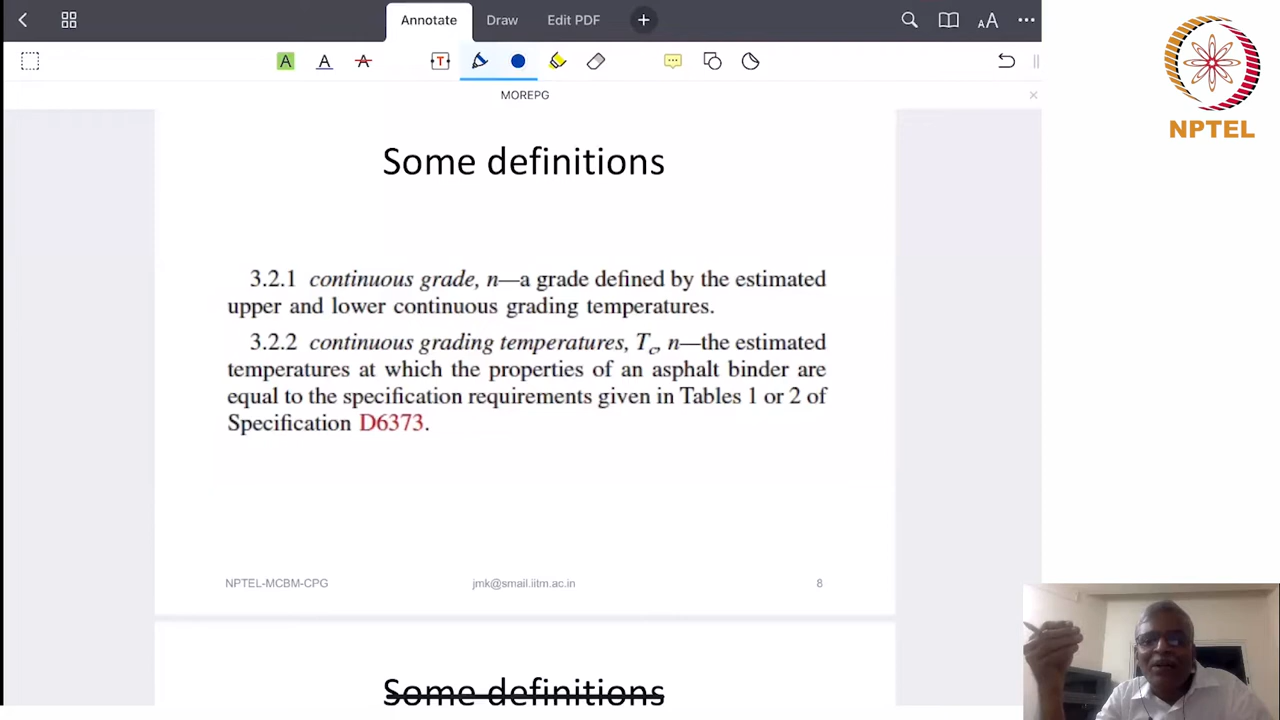 Annotate Draw Edit PDF
A A A T
AA
MOREPG
NPTEL
Some definitions
3.2.1 continuous grade, n—a grade defined by the estimated
upper and lower continuous grading temperatures.
3.2.2 continuous grading temperatures, Tc, n—the estimated
temperatures at which the properties of an asphalt binder are
equal to the specification requirements given in Tables 1 or 2 of
Specification D6373.
NPTEL-MCBM-CPG jmk@smail.iitm.ac.in 8
Some definitions